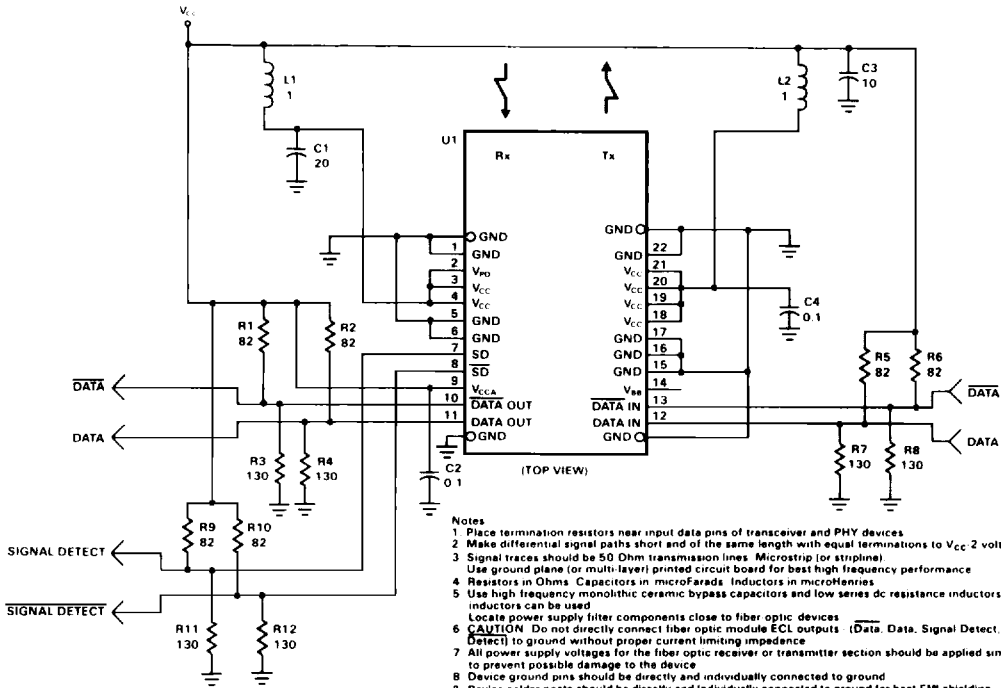 VCC
L1
1
C1
20
L2
1
C3
10
U1
Rx
Tx
GND
1
GND
2
VPD
3
VCC
4
VCC
5
GND
6
GND
7
SD
8
SD
9
VCCA
10
DATA OUT
11
DATA OUT
GND
GND
22
GND
21
VCC
20
VCC
19
VCC
18
VCC
17
GND
16
GND
15
GND
14
VBB
13
DATA IN
12
DATA IN
GND
(TOP VIEW)
C4
0.1
R1
82
R2
82
DATA
DATA
R3
130
R4
130
C2
0 1
R5
82
R6
82
DATA
DATA
R7
130
R8
130
R9
82
R10
82
SIGNAL DETECT
SIGNAL DETECT
R11
130
R12
130
Notes
1 Place termination resistors near input data pins of transceiver and PHY devices
2 Make differential signal paths short and of the same length with equal terminations to VCC-2 volt
3 Signal traces should be 50 Ohm transmission lines Microstrip (or stripline)
Use ground plane (or multi-layer) printed circuit board for best high frequency performance
4 Resistors in Ohms Capacitors in microFarads Inductors in microHenries
5 Use high frequency monolithic ceramic bypass capacitors and low series dc resistance inductors
inductors can be used
Locate power supply filter components close to fiber optic devices
6 CAUTION Do not directly connect fiber optic module ECL outputs (Data, Data, Signal Detect,
Detect) to ground without proper current limiting impedence
7 All power supply voltages for the fiber optic receiver or transmitter section should be applied sim
to prevent possible damage to the device
8 Device ground pins should be directly and individually connected to ground